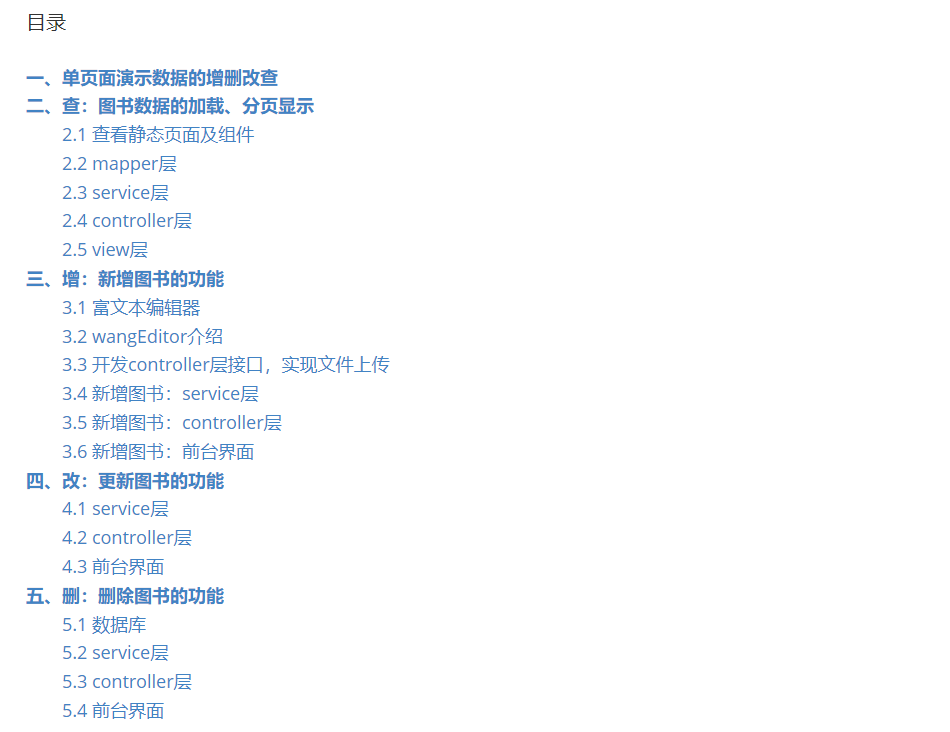 目录
一、单页面演示数据的增删改查
二、查：图书数据的加载、分页显示
2.1 查看静态页面及组件
2.2 mapper层
2.3 service层
2.4 controller层
2.5 view层
三、增：新增图书的功能
3.1 富文本编辑器
3.2 wangEditor介绍
3.3 开发controller层接口，实现文件上传
3.4 新增图书：service层
3.5 新增图书：controller层
3.6 新增图书：前台界面
四、改：更新图书的功能
4.1 service层
4.2 controller层
4.3 前台界面
五、删：删除图书的功能
5.1 数据库
5.2 service层
5.3 controller层
5.4 前台界面